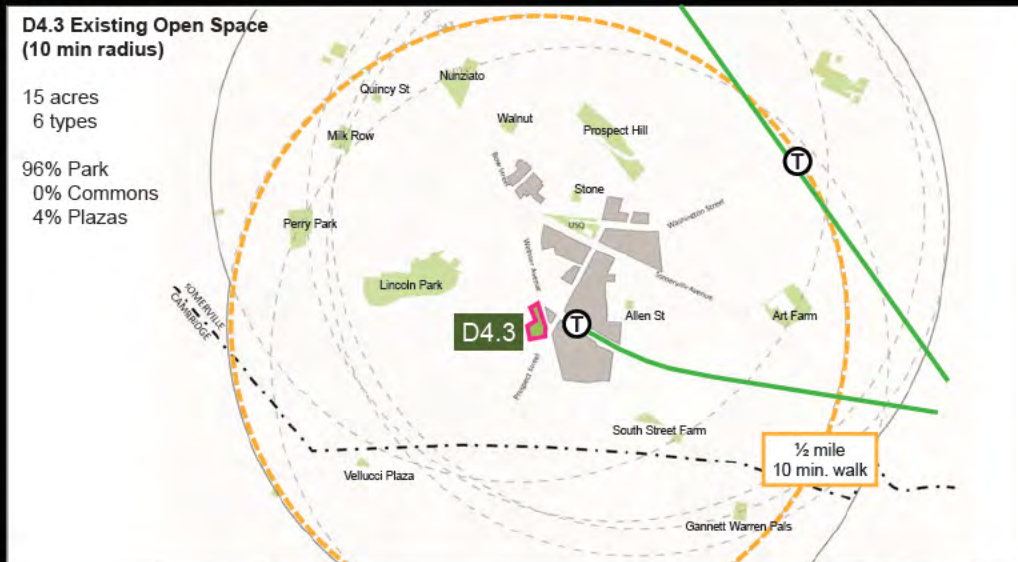 D4.3 Existing Open Space
(10 min radius)
15 acres
6 types
96% Park
0% Commons
4% Plazas
Nunziato
Quincy St
Walnut
Prospect Hill
Milk Row
T
Bow Street
Stone
Washington Street
Perry Park
USQ
Webster Avenue
Somerville Avenue
Lincoln Park
SOMERVILLE
CAMBRIDGE
D4.3
T
Allen St
Art Farm
Prospect Street
South Street Farm
½ mile
10 min. walk
Vellucci Plaza
Gannett Warren Pals